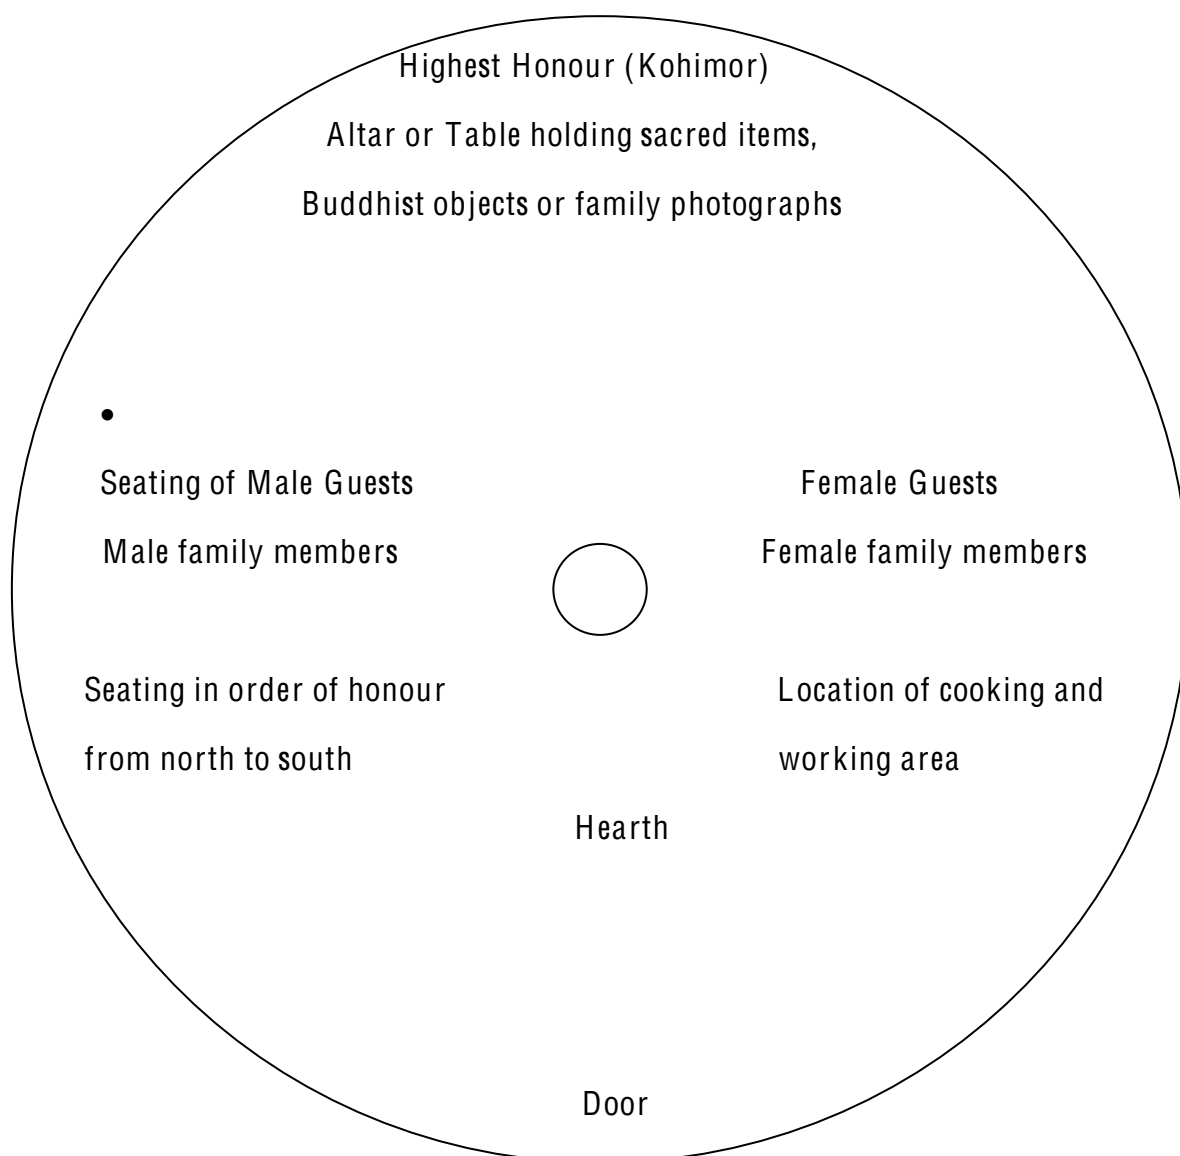 Highest Honour (Kohimor)
Altar or Table holding sacred items,
Buddhist objects or family photographs
•
Seating of Male Guests
Female Guests
Male family members
Female family members
Seating in order of honour
from north to south
Location of cooking and
working area
Hearth
Door